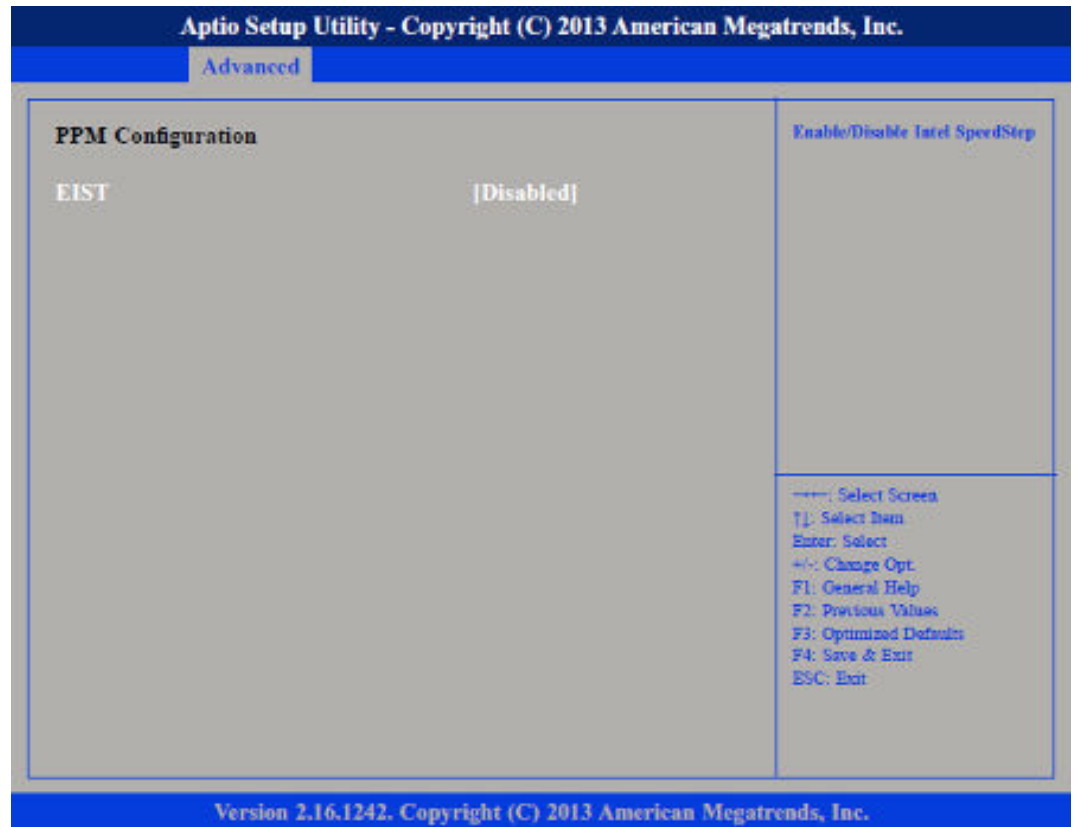 Aptio Setup Utility - Copyright (C) 2013 American Megatrends, Inc.
Advanced
PPM Configuration
EIST [Disabled]
Enable/Disable Intel SpeedStep
→←: Select Screen
↑↓: Select Item
Enter: Select
+/-: Change Opt.
F1: General Help
F2: Previous Values
F3: Optimized Defaults
F4: Save & Exit
ESC: Exit
Version 2.16.1242. Copyright (C) 2013 American Megatrends, Inc.